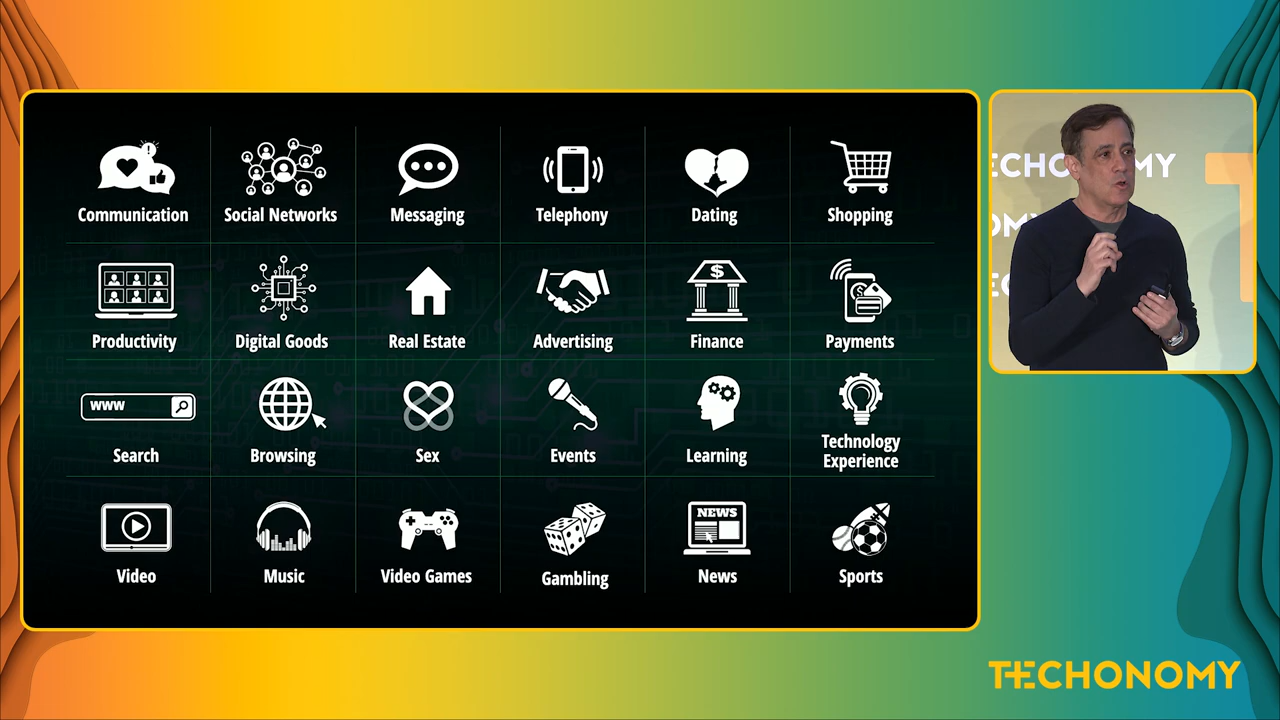 Communication
Social Networks
Messaging
Telephony
Dating
Shopping
$
Productivity
Digital Goods
Real Estate
Advertising
Finance
Payments
WWW
Search
Browsing
Sex
Events
Learning
Technology
Experience
NEWS
Video
Music
Video Games
Gambling
News
Sports
ECHONOMY
TECHONOMY